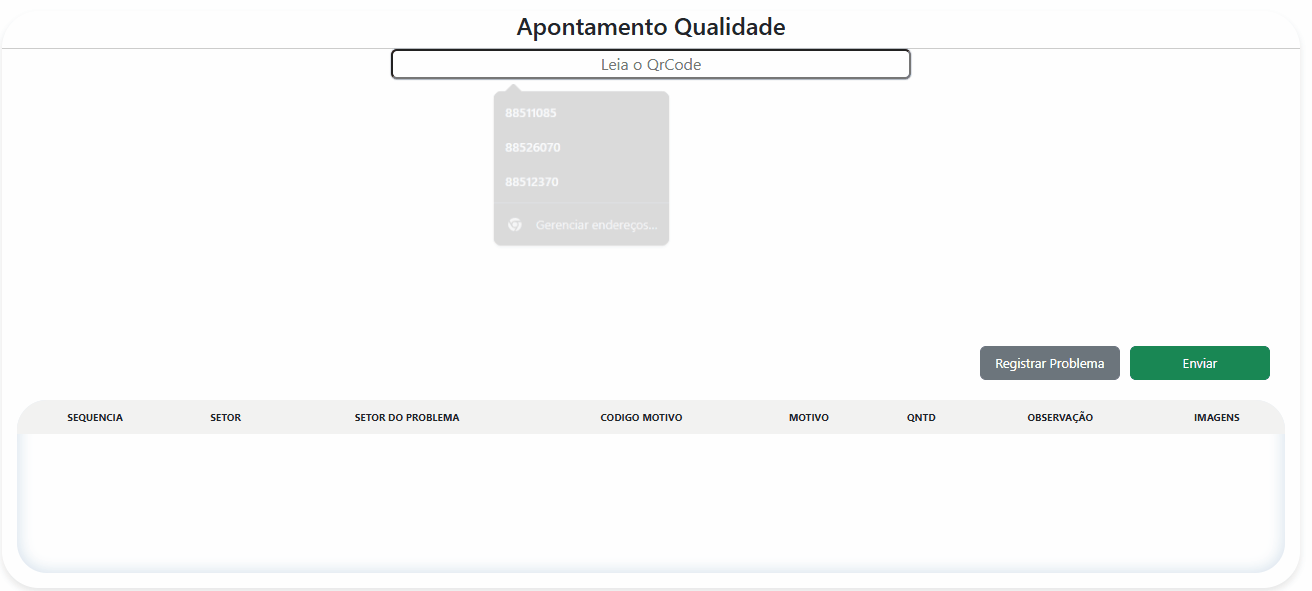 Apontamento Qualidade
Leia o QrCode
88511085
88526070
88512370
Gerenciar endereços...
Registrar Problema Enviar
SEQUENCIA SETOR SETOR DO PROBLEMA CODIGO MOTIVO MOTIVO QNTD OBSERVAÇÃO IMAGENS